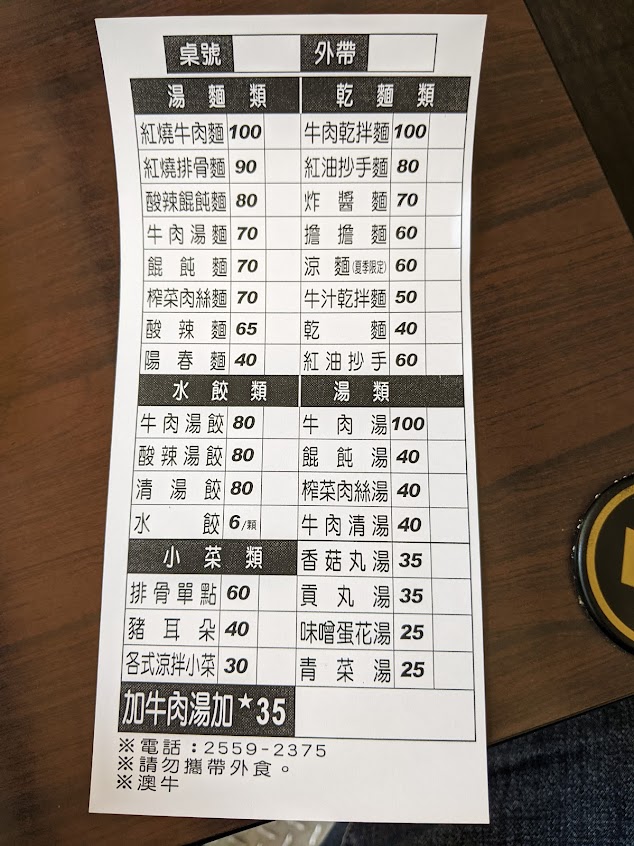 桌號 外帶
湯麵類 乾麵類
紅燒牛肉麵 100 牛肉乾拌麵 100
紅燒排骨麵 90 紅油抄手麵 80
酸辣餛飩麵 80 炸醬麵 70
牛肉湯麵 70 擔擔麵 60
餛飩麵 70 涼麵(夏季限定) 60
榨菜肉絲麵 70 牛汁乾拌麵 50
酸辣麵 65 乾麵 40
陽春麵 40 紅油抄手 60
水餃類 湯類
牛肉湯餃 80 牛肉湯 100
酸辣湯餃 80 餛飩湯 40
清湯餃 80 榨菜肉絲湯 40
水餃 6/顆 牛肉清湯 40
小菜類 香菇丸湯 35
排骨單點 60 貢丸湯 35
豬耳朵 40 味噌蛋花湯 25
各式涼拌小菜 30 青菜湯 25
加牛肉湯加★35
※電話：2559-2375
※請勿攜帶外食。
※澳牛